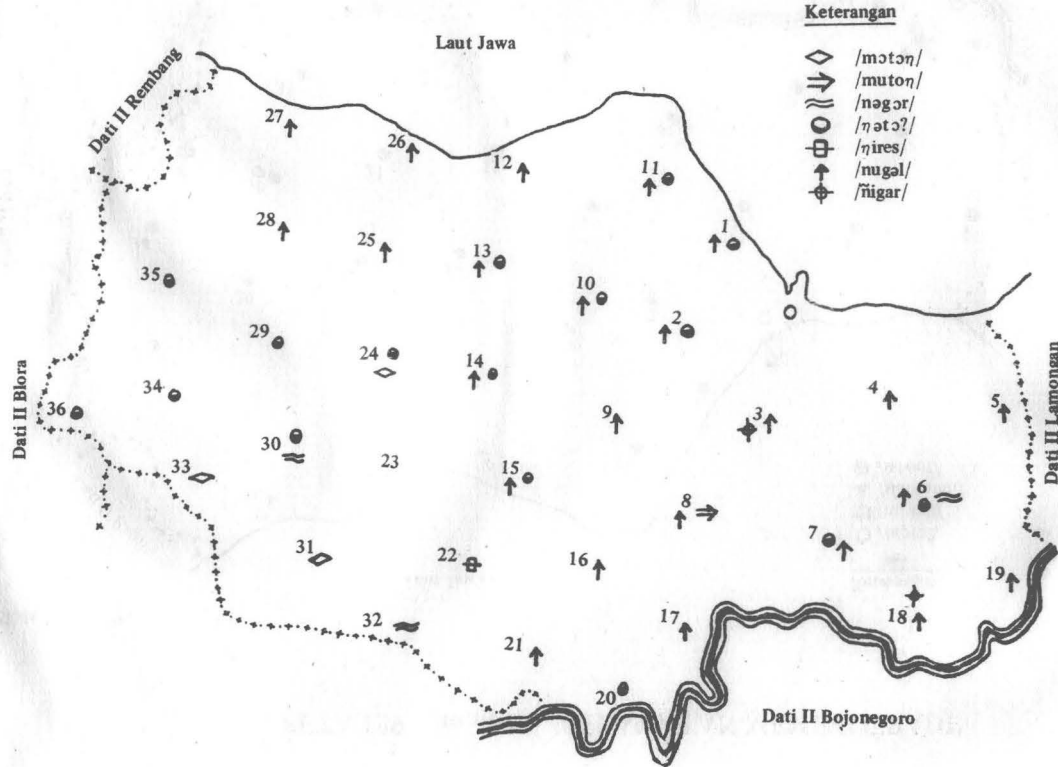 Keterangan
/mɔtɔŋ/
/mutoŋ/
/nəgɔr/
/ŋətɔʔ/
/ŋires/
/nugəl/
/ñigar/
Laut Jawa
Dati II Rembang
Dati II Blora
Dati II Lamongan
Dati II Bojonegoro
27
26
12
11
28
25
13
1
35
10
29
24
14
2
34
36
9
3
4
5
30
23
33
15
8
6
7
31
22
16
19
32
18
17
21
20